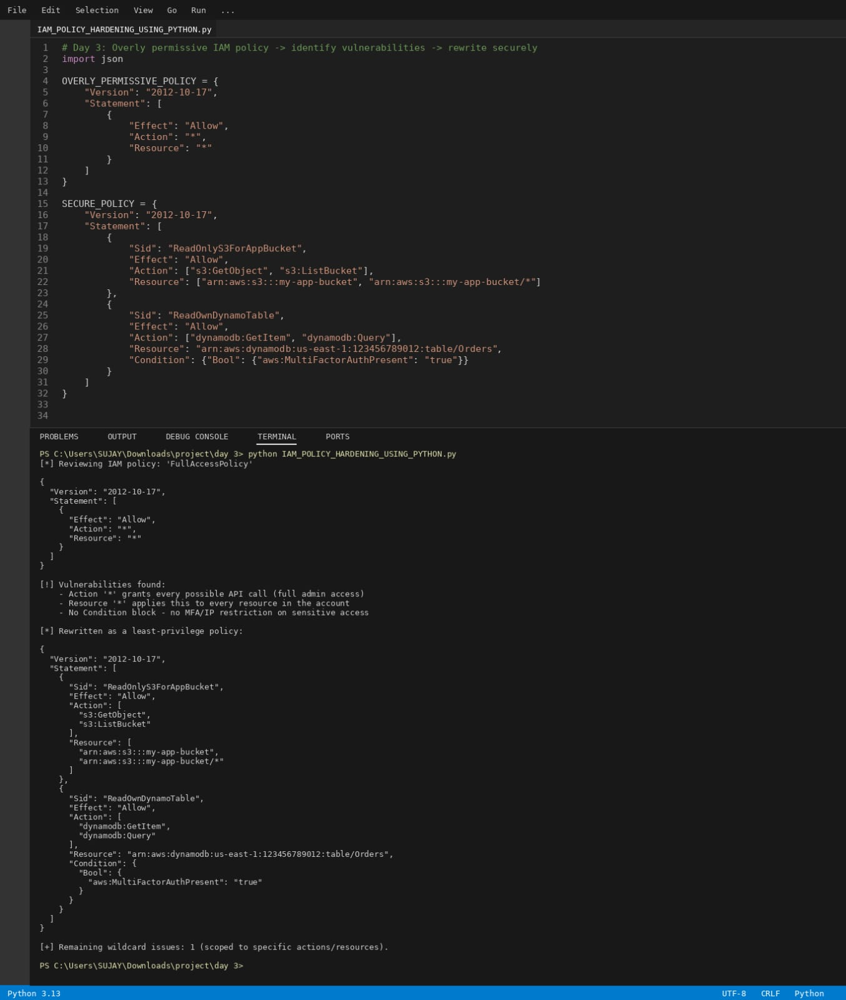 File Edit Selection View Go Run ...
IAM_POLICY_HARDENING_USING_PYTHON.py
1 # Day 3: Overly permissive IAM policy -> identify vulnerabilities -> rewrite securely
2 import json
3
4 OVERLY_PERMISSIVE_POLICY = {
5     "Version": "2012-10-17",
6     "Statement": [
7         {
8             "Effect": "Allow",
9             "Action": "*",
10             "Resource": "*"
11         }
12     ]
13 }
14
15 SECURE_POLICY = {
16     "Version": "2012-10-17",
17     "Statement": [
18         {
19             "Sid": "ReadOnlyS3ForAppBucket",
20             "Effect": "Allow",
21             "Action": ["s3:GetObject", "s3:ListBucket"],
22             "Resource": ["arn:aws:s3:::my-app-bucket", "arn:aws:s3:::my-app-bucket/*"]
23         },
24         {
25             "Sid": "ReadOwnDynamoTable",
26             "Effect": "Allow",
27             "Action": ["dynamodb:GetItem", "dynamodb:Query"],
28             "Resource": "arn:aws:dynamodb:us-east-1:123456789012:table/Orders",
29             "Condition": {"Bool": {"aws:MultiFactorAuthPresent": "true"}}
30         }
31     ]
32 }
33
34
PROBLEMS OUTPUT DEBUG CONSOLE TERMINAL PORTS
PS C:\Users\SUJAY\Downloads\project\day 3> python IAM_POLICY_HARDENING_USING_PYTHON.py
[*] Reviewing IAM policy: 'FullAccessPolicy'
{
  "Version": "2012-10-17",
  "Statement": [
    {
      "Effect": "Allow",
      "Action": "*",
      "Resource": "*"
    }
  ]
}
[!] Vulnerabilities found:
    - Action '*' grants every possible API call (full admin access)
    - Resource '*' applies this to every resource in the account
    - No Condition block - no MFA/IP restriction on sensitive access
[*] Rewritten as a least-privilege policy:
{
  "Version": "2012-10-17",
  "Statement": [
    {
      "Sid": "ReadOnlyS3ForAppBucket",
      "Effect": "Allow",
      "Action": [
        "s3:GetObject",
        "s3:ListBucket"
      ],
      "Resource": [
        "arn:aws:s3:::my-app-bucket",
        "arn:aws:s3:::my-app-bucket/*"
      ]
    },
    {
      "Sid": "ReadOwnDynamoTable",
      "Effect": "Allow",
      "Action": [
        "dynamodb:GetItem",
        "dynamodb:Query"
      ],
      "Resource": "arn:aws:dynamodb:us-east-1:123456789012:table/Orders",
      "Condition": {
        "Bool": {
          "aws:MultiFactorAuthPresent": "true"
        }
      }
    }
  ]
}
[+] Remaining wildcard issues: 1 (scoped to specific actions/resources).
PS C:\Users\SUJAY\Downloads\project\day 3>
Python 3.13 UTF-8 CRLF Python